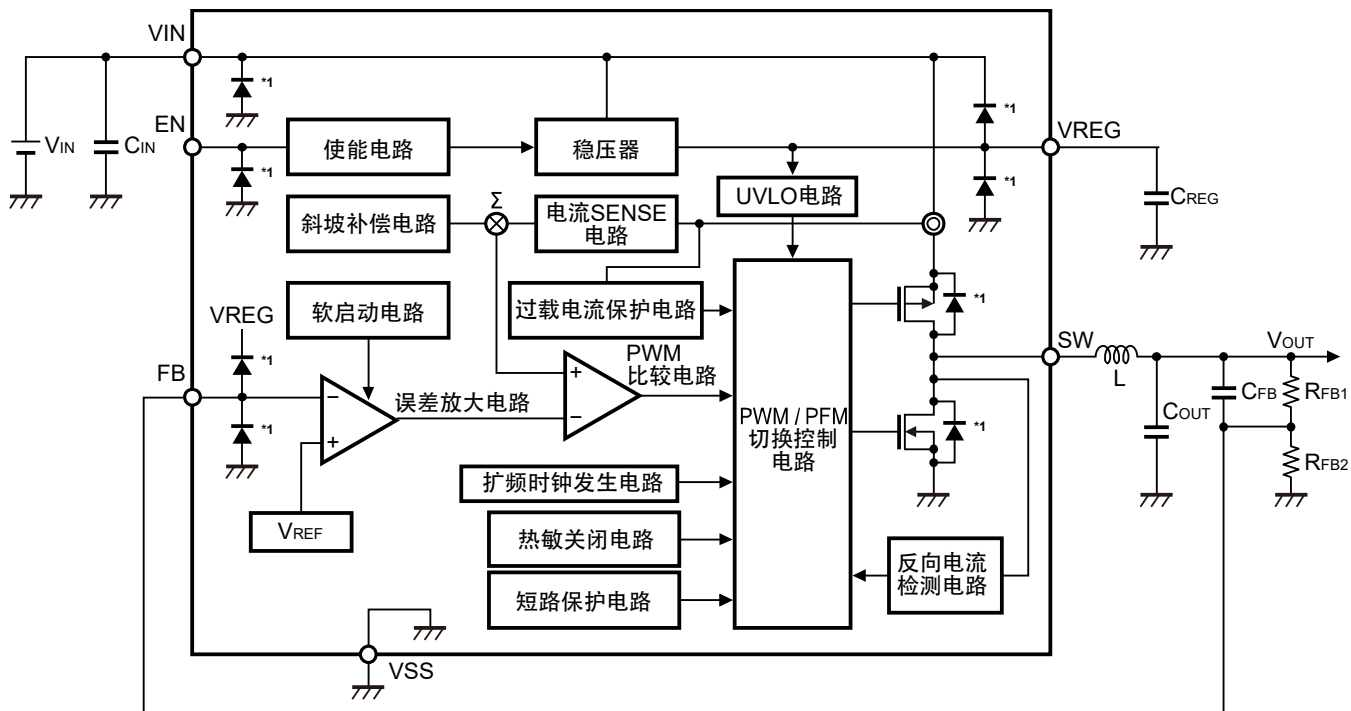 VIN
*1
*1
EN
VIN
CIN
使能电路
稳压器
VREG
*1
*1
CREG
UVLO电路
斜坡补偿电路
Σ
电流SENSE
电路
软启动电路
过载电流保护电路
*1
VREG
*1
FB
*1
−
+
误差放大电路
PWM
比较电路
+
−
PWM / PFM
切换控制
电路
SW
L
VOUT
COUT
CFB
RFB1
RFB2
*1
扩频时钟发生电路
VREF
热敏关闭电路
反向电流
检测电路
短路保护电路
VSS